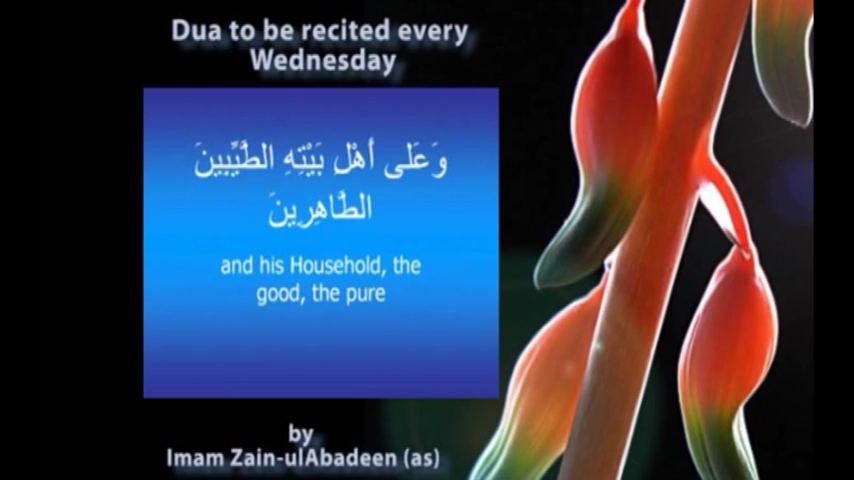 Dua to be recited every
Wednesday
وَعَلى أَهْلِ بَيْتِهِ الطَّيِّبِينَ
الطَّاهِرِينَ
and his Household, the
good, the pure
by
Imam Zain-ulAbadeen (as)